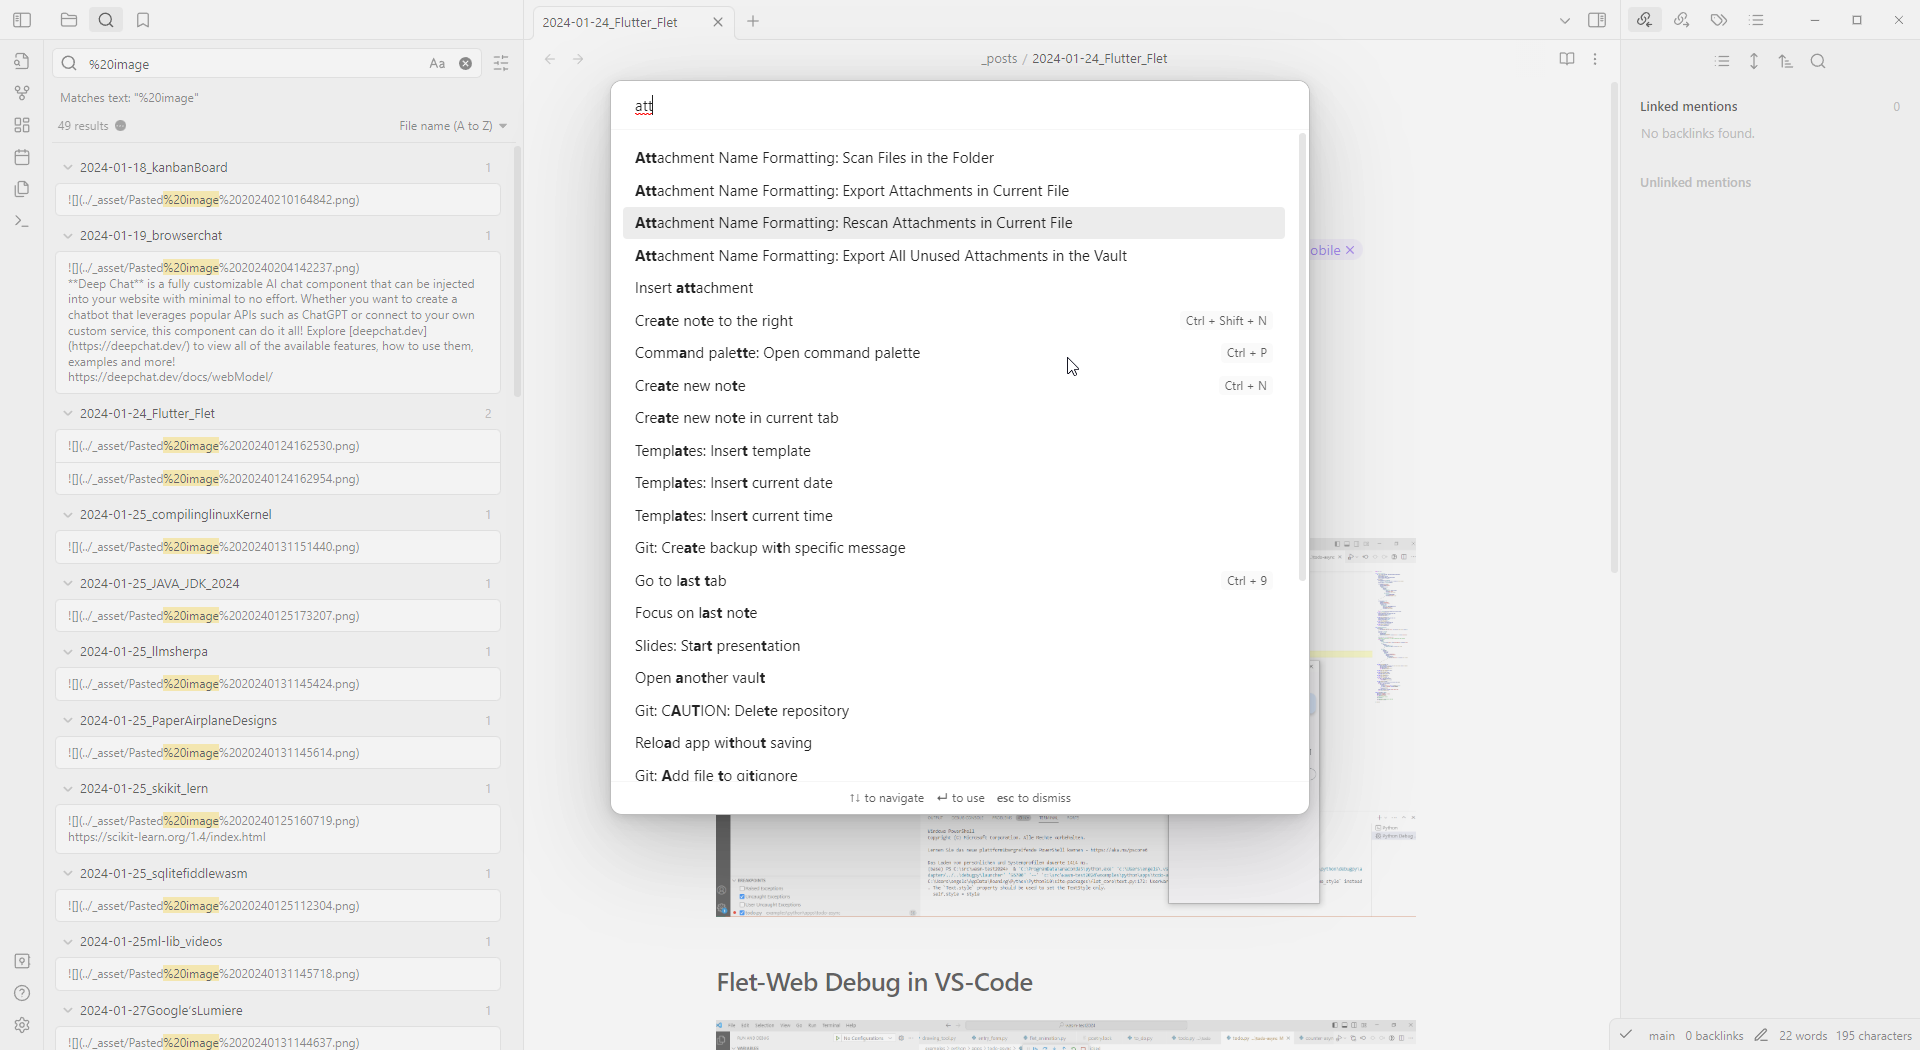 2024-01-24_Flutter_Flet
%20image
Aa
Matches text: "%20image"
49 results
File name (A to Z)
2024-01-18_kanbanBoard
1
![](../_asset/Pasted%20image%2020240210164842.png)
2024-01-19_browserchat
1
![](../_asset/Pasted%20image%2020240204142237.png)
**Deep Chat** is a fully customizable AI chat component that can be injected
into your website with minimal to no effort. Whether you want to create a
chatbot that leverages popular APIs such as ChatGPT or connect to your own
custom service, this component can do it all! Explore [deepchat.dev]
(https://deepchat.dev/) to view all of the available features, how to use them,
examples and more!
https://deepchat.dev/docs/webModel/
2024-01-24_Flutter_Flet
2
![](../_asset/Pasted%20image%2020240124162530.png)
![](../_asset/Pasted%20image%2020240124162954.png)
2024-01-25_compilinglinuxKernel
1
![](../_asset/Pasted%20image%2020240131151440.png)
2024-01-25_JAVA_JDK_2024
1
![](../_asset/Pasted%20image%2020240125173207.png)
2024-01-25_llmsherpa
1
![](../_asset/Pasted%20image%2020240131145424.png)
2024-01-25_PaperAirplaneDesigns
1
![](../_asset/Pasted%20image%2020240131145614.png)
2024-01-25_skikit_lern
1
![](../_asset/Pasted%20image%2020240125160719.png)
https://scikit-learn.org/1.4/index.html
2024-01-25_sqlitefiddlewasm
1
![](../_asset/Pasted%20image%2020240125112304.png)
2024-01-25ml-lib_videos
1
![](../_asset/Pasted%20image%2020240131145718.png)
2024-01-27Google'sLumiere
1
![](../_asset/Pasted%20image%2020240131144637.png)
_posts / 2024-01-24_Flutter_Flet
att
Attachment Name Formatting: Scan Files in the Folder
Attachment Name Formatting: Export Attachments in Current File
Attachment Name Formatting: Rescan Attachments in Current File
Attachment Name Formatting: Export All Unused Attachments in the Vault
Insert attachment
Create note to the right
Ctrl + Shift + N
Command palette: Open command palette
Ctrl + P
Create new note
Ctrl + N
Create new note in current tab
Templates: Insert template
Templates: Insert current date
Templates: Insert current time
Git: Create backup with specific message
Go to last tab
Ctrl + 9
Focus on last note
Slides: Start presentation
Open another vault
Git: CAUTION: Delete repository
Reload app without saving
Git: Add file to gitignore
↑↓ to navigate ↵ to use esc to dismiss
obile
Flet-Web Debug in VS-Code
Linked mentions
0
No backlinks found.
Unlinked mentions
main 0 backlinks 22 words 195 characters